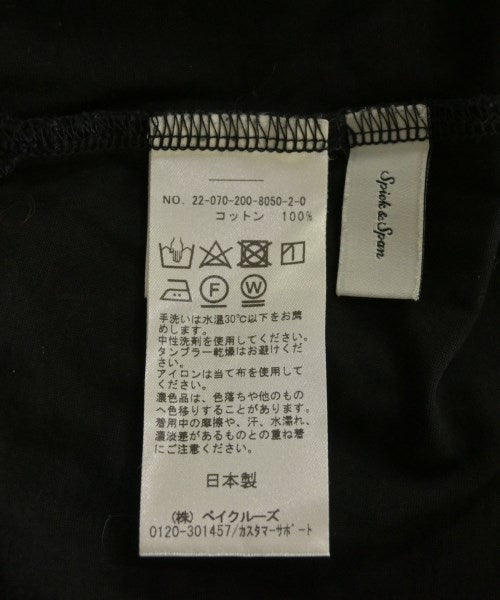 NO. 22-070-200-8050-2-0
コットン 100%
F W
手洗いは水温30℃以下をお薦
めします。
中性洗剤を使用してください。
タンブラー乾燥はお避けくだ
さい。
アイロンは当て布を使用して
ください。
濃色品は、色落ちや他のもの
へ色移りすることがあります。
着用中の摩擦や、汗、水濡れ、
濃淡差があるものとの重ね着
にご注意ください。
日本製
(株) ベイクルーズ
0120-301457/カスタマーサポート
Spick & Span